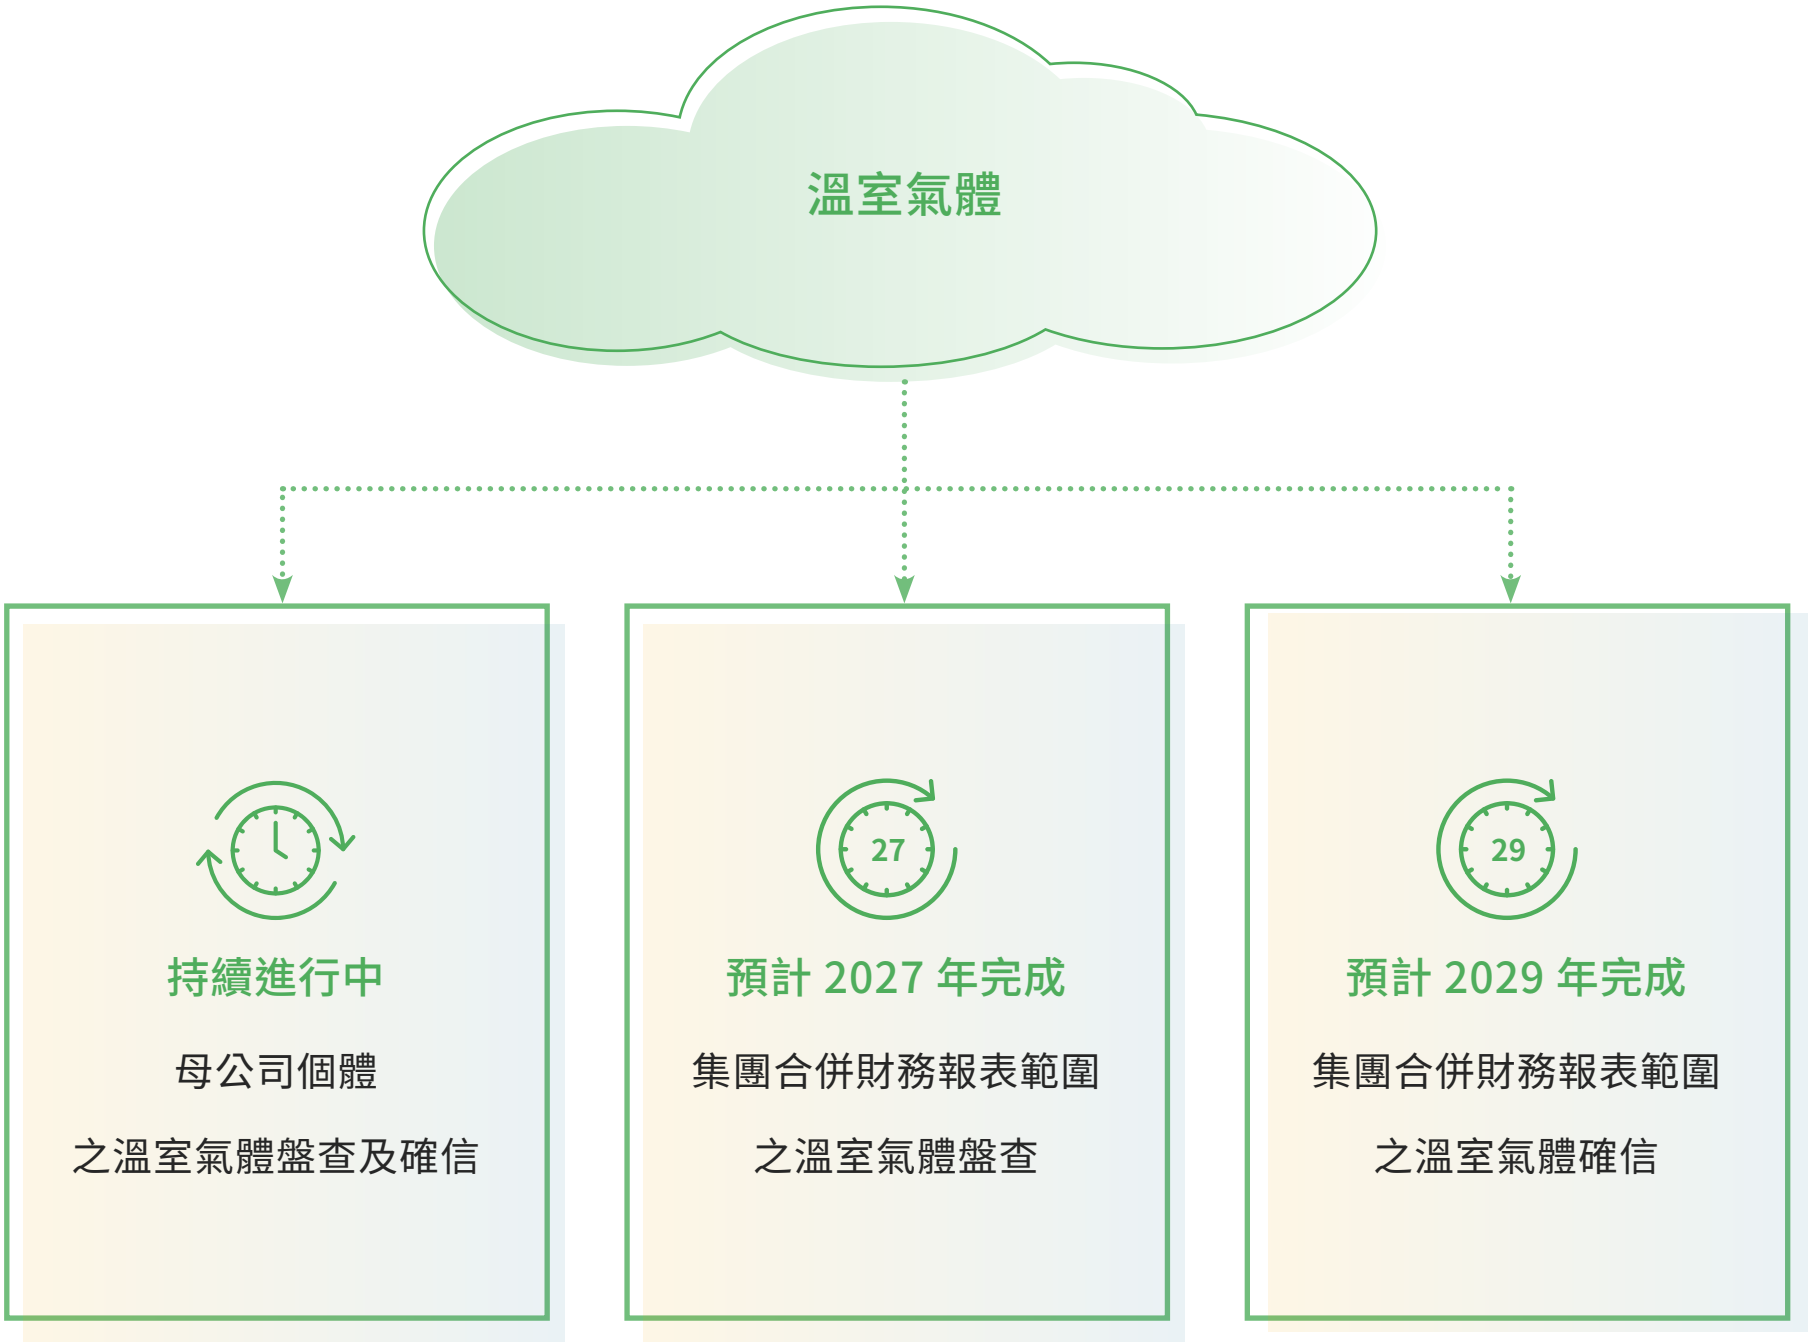 溫室氣體
持續進行中
母公司個體
之溫室氣體盤查及確信
27
預計 2027 年完成
集團合併財務報表範圍
之溫室氣體盤查
29
預計 2029 年完成
集團合併財務報表範圍
之溫室氣體確信